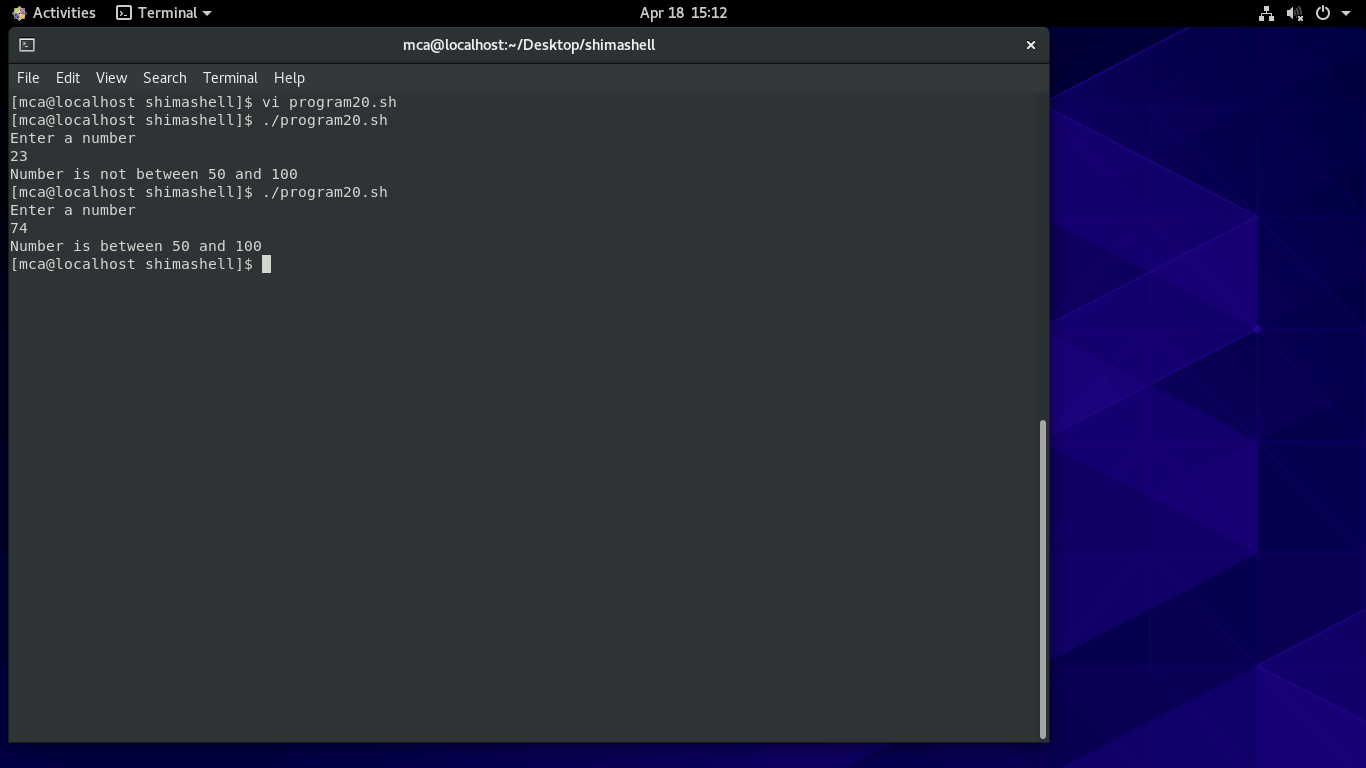 Activities Terminal Apr 18 15:12
mca@localhost:~/Desktop/shimashell
File Edit View Search Terminal Help
[mca@localhost shimashell]$ vi program20.sh
[mca@localhost shimashell]$ ./program20.sh
Enter a number
23
Number is not between 50 and 100
[mca@localhost shimashell]$ ./program20.sh
Enter a number
74
Number is between 50 and 100
[mca@localhost shimashell]$